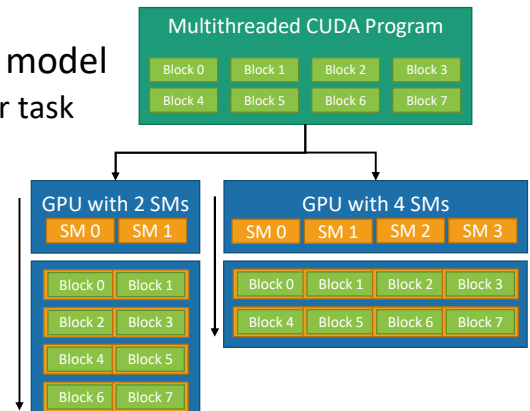 model
r task
Multithreaded CUDA Program
Block 0 Block 1 Block 2 Block 3
Block 4 Block 5 Block 6 Block 7
GPU with 2 SMs
SM 0 SM 1
Block 0 Block 1
Block 2 Block 3
Block 4 Block 5
Block 6 Block 7
GPU with 4 SMs
SM 0 SM 1 SM 2 SM 3
Block 0 Block 1 Block 2 Block 3
Block 4 Block 5 Block 6 Block 7